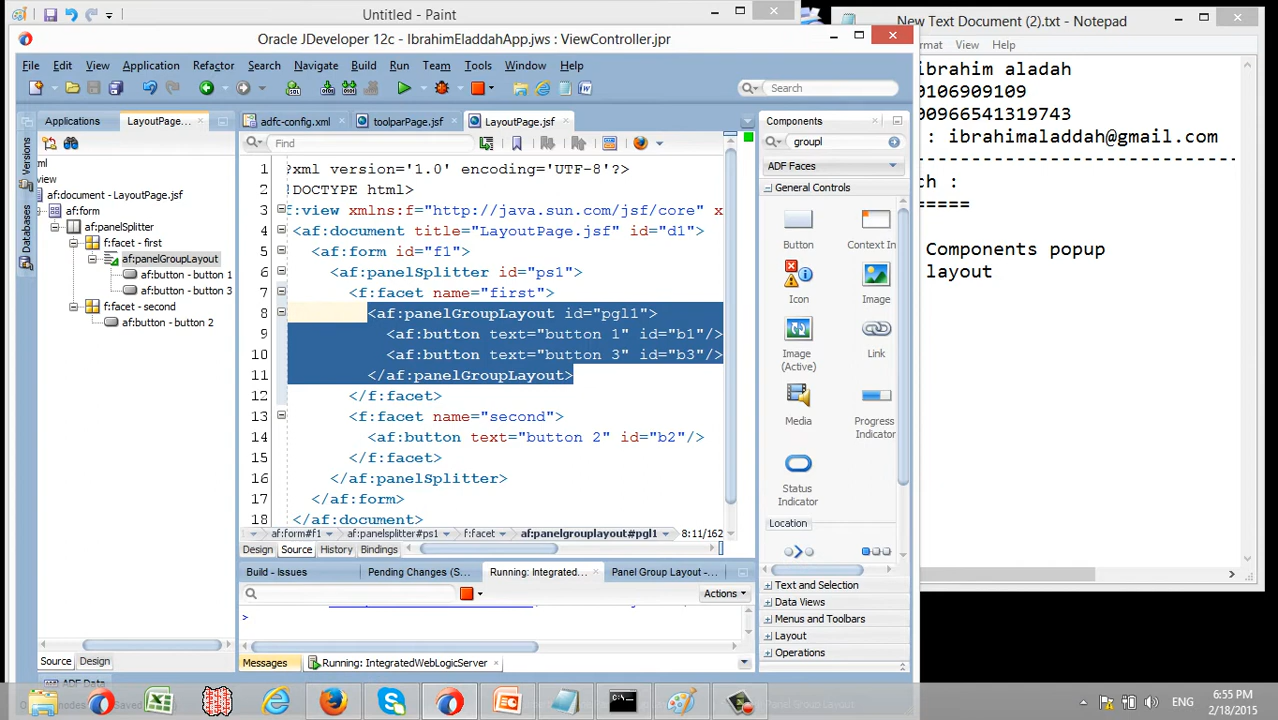 Untitled - Paint
New Text Document (2).txt - Notepad
Oracle JDeveloper 12c - IbrahimEladdahApp.jws : ViewController.jpr
rmat View Help
File Edit View Application Refactor Search Navigate Build Run Team Tools Window Help
ibrahim aladah
0106909109
00966541319743
: ibrahimaladdah@gmail.com
ch :
=====
Components popup
layout
Search
Applications
LayoutPage...
adfc-config.xml
toolparPage.jsf
LayoutPage.jsf
Components
Find
groupl
ADF Faces
General Controls
Versions
Databases
ml
view
af:document - LayoutPage.jsf
af:form
af:panelSplitter
f:facet - first
af:panelGroupLayout
af:button - button 1
af:button - button 3
f:facet - second
af:button - button 2
1 ?xml version='1.0' encoding='UTF-8'?>
2 !DOCTYPE html>
3 f:view xmlns:f="http://java.sun.com/jsf/core" x
4 <af:document title="LayoutPage.jsf" id="d1">
5 <af:form id="f1">
6 <af:panelSplitter id="ps1">
7 <f:facet name="first">
8 <af:panelGroupLayout id="pgl1">
9 <af:button text="button 1" id="b1"/>
10 <af:button text="button 3" id="b3"/>
11 </af:panelGroupLayout>
12 </f:facet>
13 <f:facet name="second">
14 <af:button text="button 2" id="b2"/>
15 </f:facet>
16 </af:panelSplitter>
17 </af:form>
18 </af:document>
Button
Context In
Icon
Image
Image
(Active)
Link
Media
Progress
Indicator
Status
Indicator
Location
Text and Selection
Data Views
Menus and Toolbars
Layout
Operations
af:form#f1 af:panelsplitter#ps1 f:facet af:panelgrouplayout#pgl1 8:11/162
Design Source History Bindings
Build - Issues
Pending Changes (S...
Running: Integrated...
Panel Group Layout -...
Actions
>
Source Design
Messages
Running: IntegratedWebLogicServer
ADF Data
ENG
6:55 PM
2/18/2015